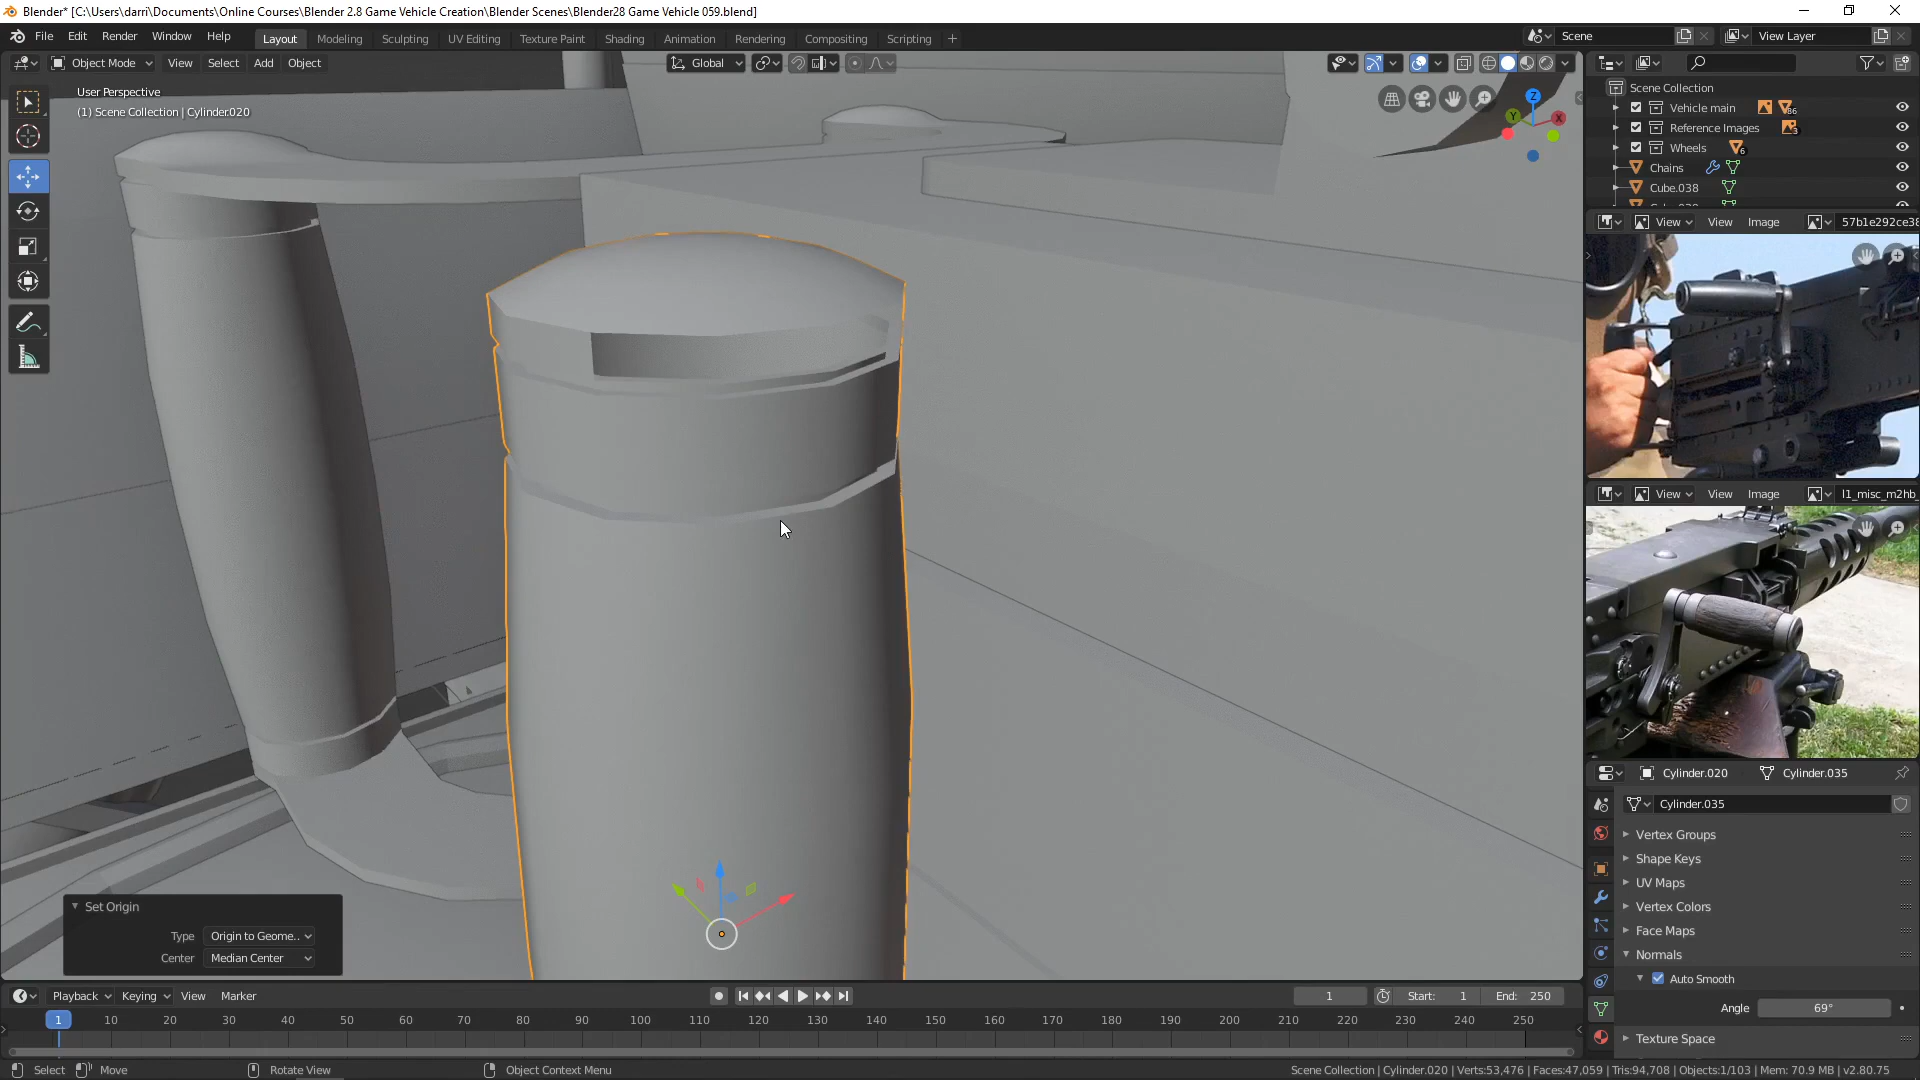 Blender* [C:\Users\darri\Documents\Online Courses\Blender 2.8 Game Vehicle Creation\Blender Scenes\Blender28 Game Vehicle 059.blend]
File Edit Render Window Help Layout Modeling Sculpting UV Editing Texture Paint Shading Animation Rendering Compositing Scripting + Scene View Layer
Object Mode View Select Add Object Global
User Perspective
(1) Scene Collection | Cylinder.020
Z
Y
X
Scene Collection
Vehicle main 86
Reference Images 3
Wheels 6
Chains
Cube.038
View View Image 57b1e292ce38
View View Image l1_misc_m2hb_
Cylinder.020 Cylinder.035
Cylinder.035
Vertex Groups
Shape Keys
UV Maps
Vertex Colors
Face Maps
Normals
Auto Smooth
Angle 69°
Texture Space
Set Origin
Type Origin to Geome..
Center Median Center
Playback Keying View Marker 1 Start: 1 End: 250
1 10 20 30 40 50 60 70 80 90 100 110 120 130 140 150 160 170 180 190 200 210 220 230 240 250
Select Move Rotate View Object Context Menu Scene Collection | Cylinder.020 | Verts:53,476 | Faces:47,059 | Tris:94,708 | Objects:1/103 | Mem: 70.9 MB | v2.80.75